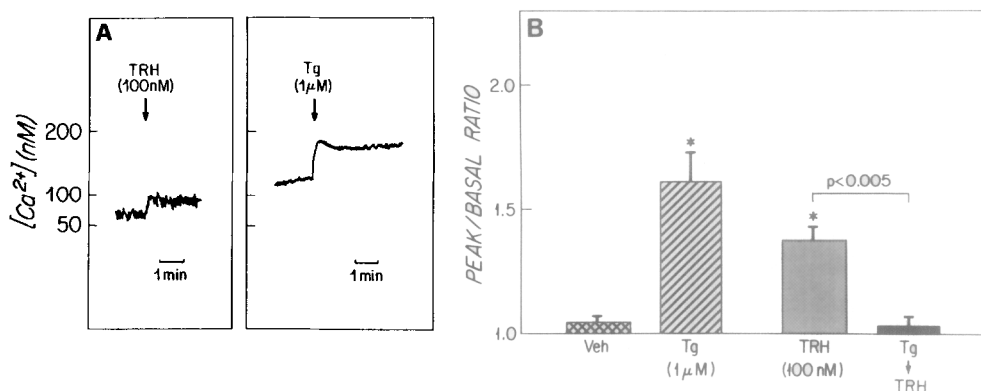 A
TRH
(100nM)
[Ca²⁺] (nM)
200
100
50
1 min
Tg
(1μM)
1 min
B
PEAK/BASAL RATIO
2.0
1.5
1.0
*
*
p<0.005
Veh
Tg
(1μM)
TRH
(100 nM)
Tg
TRH